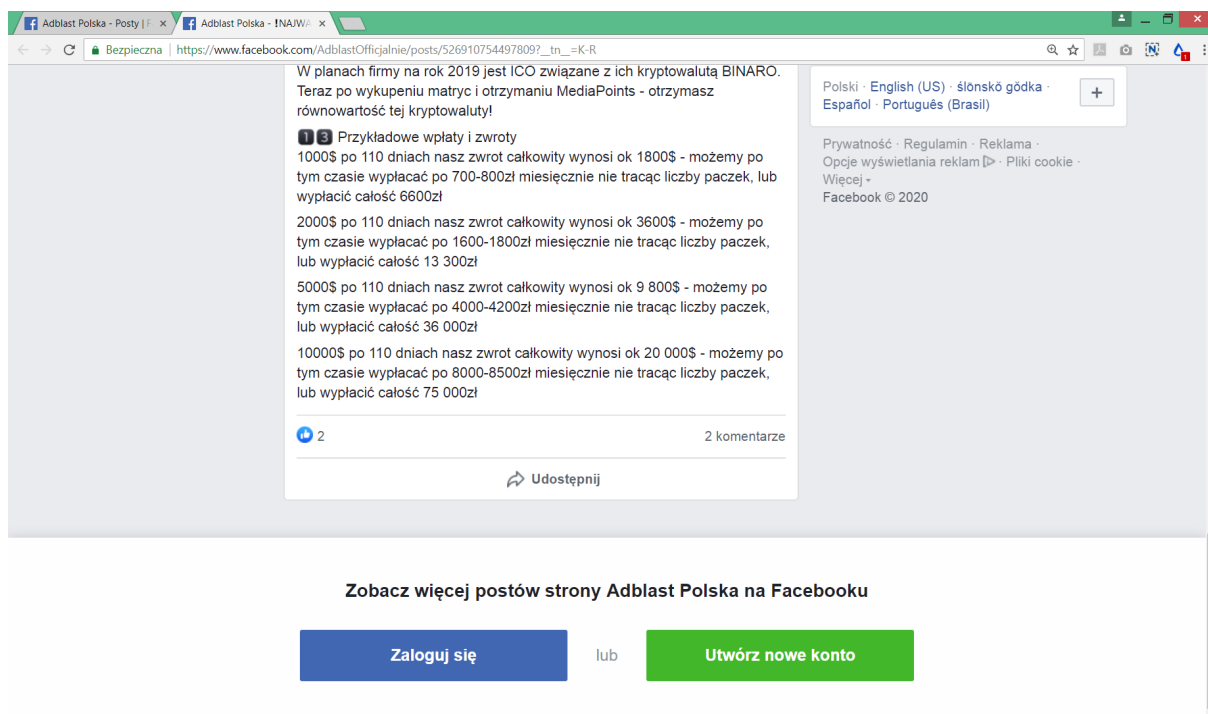 Adblast Polska - Posty | F
Adblast Polska - !NAJWA
Bezpieczna | https://www.facebook.com/AdblastOfficjalnie/posts/526910754497809?__tn__=K-R
W planach firmy na rok 2019 jest ICO związane z ich kryptowalutą BINARO.
Teraz po wykupeniu matryc i otrzymaniu MediaPoints - otrzymasz
równowartość tej kryptowaluty!
1 3 Przykładowe wpłaty i zwroty
1000$ po 110 dniach nasz zwrot całkowity wynosi ok 1800$ - możemy po
tym czasie wypłacać po 700-800zł miesięcznie nie tracąc liczby paczek, lub
wypłacić całość 6600zł
2000$ po 110 dniach nasz zwrot całkowity wynosi ok 3600$ - możemy po
tym czasie wypłacać po 1600-1800zł miesięcznie nie tracąc liczby paczek,
lub wypłacić całość 13 300zł
5000$ po 110 dniach nasz zwrot całkowity wynosi ok 9 800$ - możemy po
tym czasie wypłacać po 4000-4200zł miesięcznie nie tracąc liczby paczek,
lub wypłacić całość 36 000zł
10000$ po 110 dniach nasz zwrot całkowity wynosi ok 20 000$ - możemy po
tym czasie wypłacać po 8000-8500zł miesięcznie nie tracąc liczby paczek,
lub wypłacić całość 75 000zł
2
2 komentarze
Udostępnij
Polski · English (US) · ślōnskŏ gŏdka ·
Español · Português (Brasil)
+
Prywatność · Regulamin · Reklama ·
Opcje wyświetlania reklam · Pliki cookie ·
Więcej
Facebook © 2020
Zobacz więcej postów strony Adblast Polska na Facebooku
Zaloguj się
lub
Utwórz nowe konto